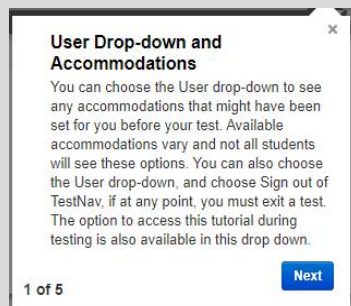 ×
User Drop-down and
Accommodations
You can choose the User drop-down to see
any accommodations that might have been
set for you before your test. Available
accommodations vary and not all students
will see these options. You can also choose
the User drop-down, and choose Sign out of
TestNav, if at any point, you must exit a test.
The option to access this tutorial during
testing is also available in this drop down.
Next
1 of 5